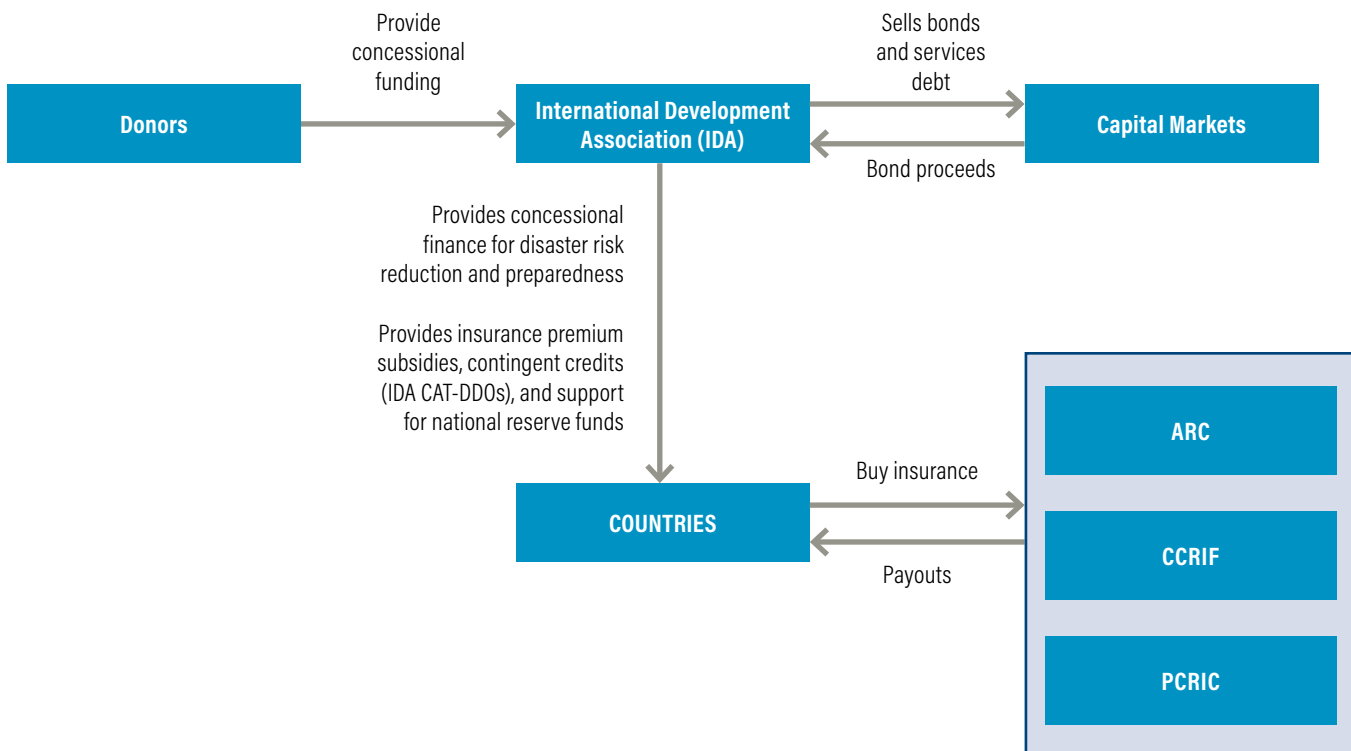 Provide
concessional
funding
Sells bonds
and services
debt
Donors
International Development
Association (IDA)
Capital Markets
Bond proceeds
Provides concessional
finance for disaster risk
reduction and preparedness
Provides insurance premium
subsidies, contingent credits
(IDA CAT-DDOs), and support
for national reserve funds
COUNTRIES
Buy insurance
Payouts
ARC
CCRIF
PCRIC